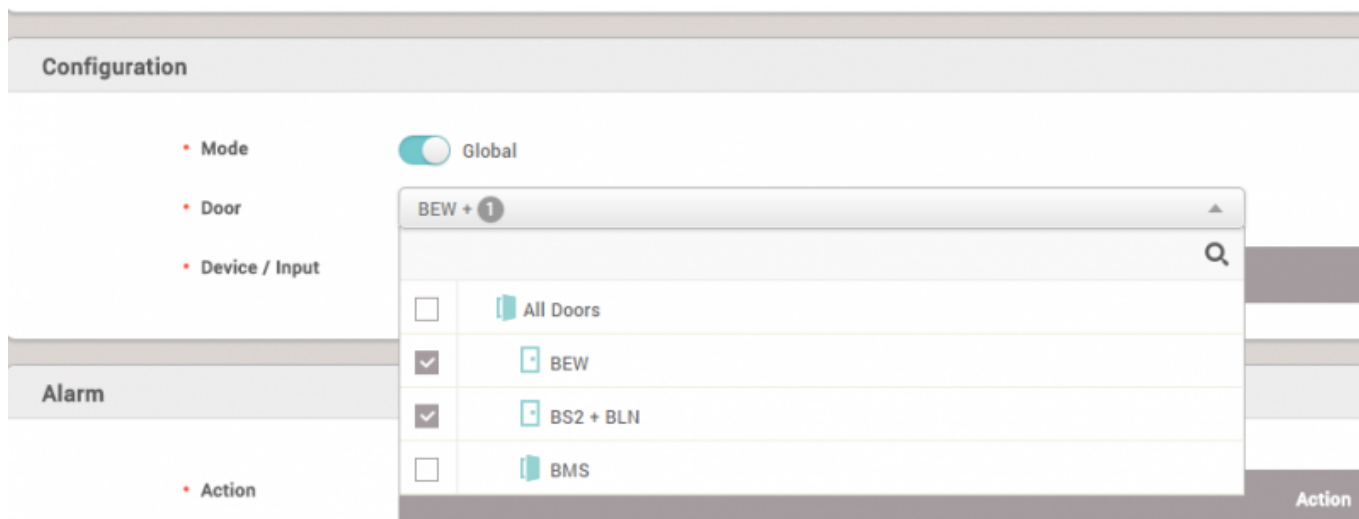 Configuration
• Mode Global
• Door BEW + 1
• Device / Input
All Doors
BEW
BS2 + BLN
Alarm
BMS
• Action Action